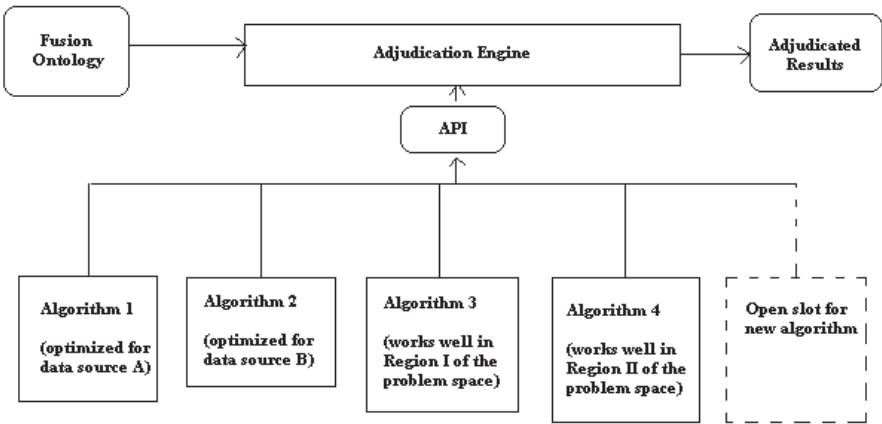 Fusion
Ontology
Adjudication Engine
Adjudicated
Results
API
Algorithm 1
(optimized for
data source A)
Algorithm 2
(optimized for
data source B)
Algorithm 3
(works well in
Region I of the
problem space)
Algorithm 4
(works well in
Region II of the
problem space)
Open slot for
new algorithm